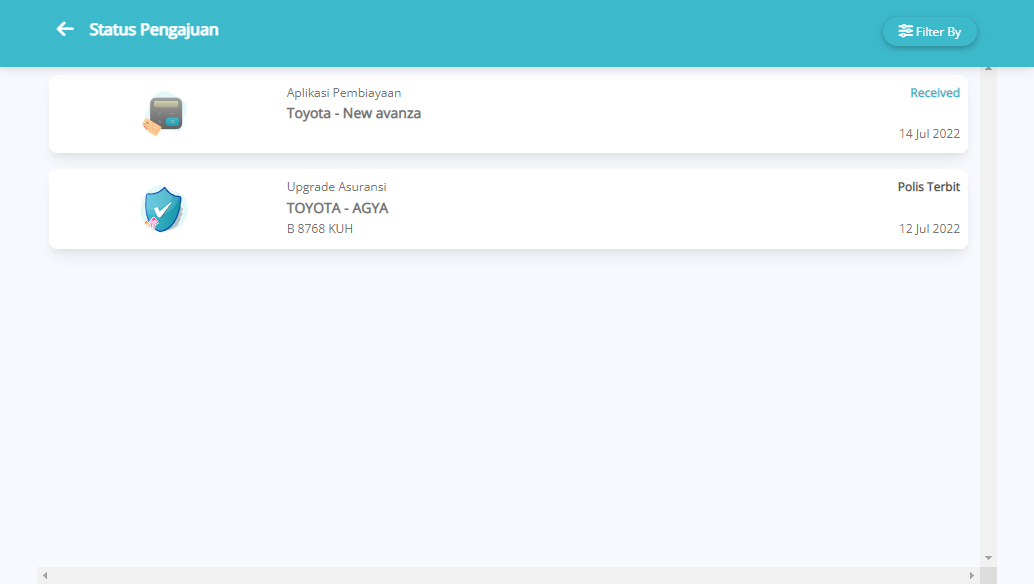 Status Pengajuan
Filter By
Aplikasi Pembiayaan
Received
Toyota - New avanza
14 Jul 2022
Upgrade Asuransi
Polis Terbit
TOYOTA - AGYA
B 8768 KUH
12 Jul 2022